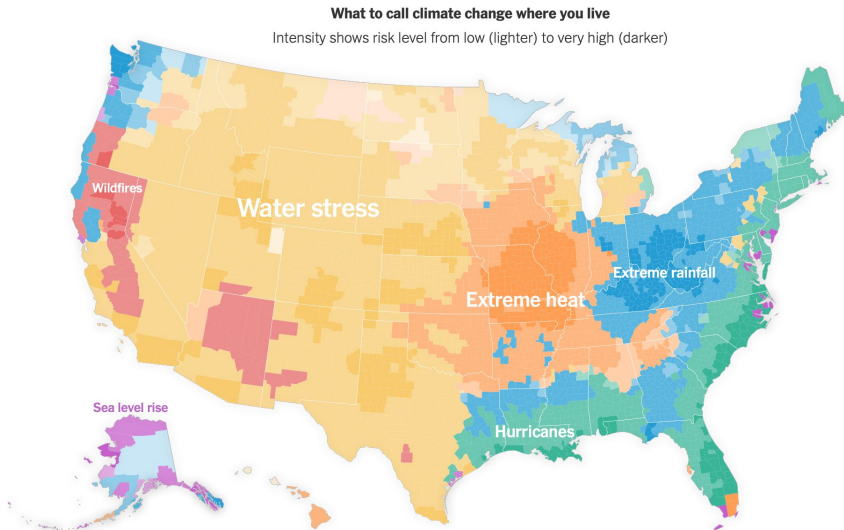 What to call climate change where you live
Intensity shows risk level from low (lighter) to very high (darker)
Wildfires
Water stress
Extreme rainfall
Extreme heat
Sea level rise
Hurricanes